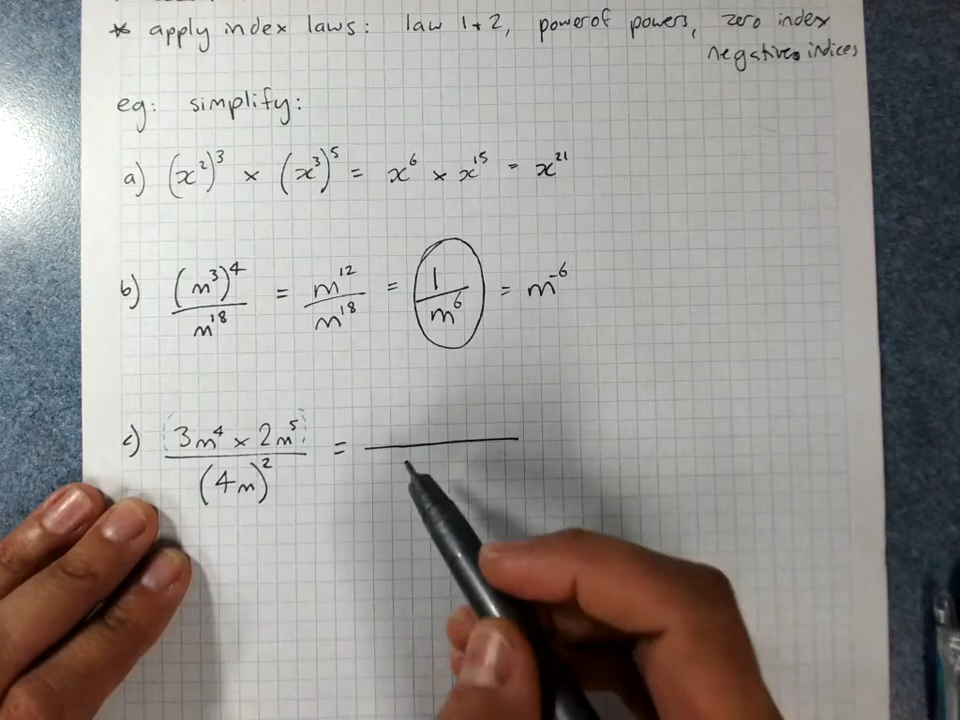 * apply index laws: law 1+2, power of powers, zero index
negative indices
eg: simplify:
a) (x²)³ × (x³)⁵ = x⁶ × x¹⁵ = x²¹
b) (m³)⁴/m¹⁸ = m¹²/m¹⁸ = 1/m⁶ = m⁻⁶
c) 3m⁴ × 2m⁵/(4m)² =